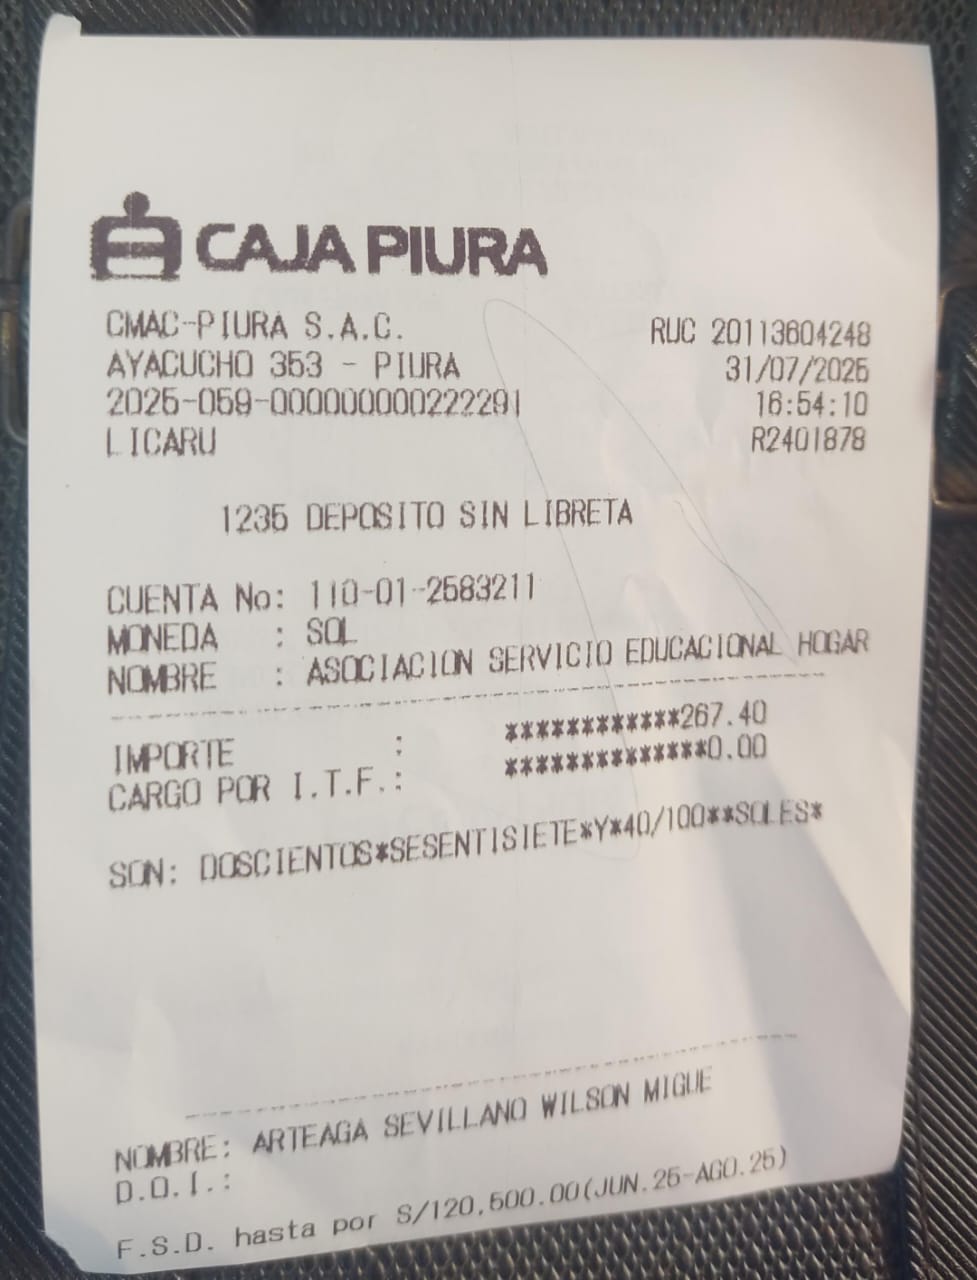 CAJA PIURA
CMAC-PIURA S.A.C. RUC 20113604248
AYACUCHO 353 - PIURA 31/07/2025
2025-059-000000000222291 16:54:10
LICARU R2401878
1235 DEPOSITO SIN LIBRETA
CUENTA No: 110-01-2583211
MONEDA : SOL
NOMBRE : ASOCIACION SERVICIO EDUCACIONAL HOGAR
IMPORTE : ************267.40
CARGO POR I.T.F.: **************0.00
SON: DOSCIENTOS*SESENTISIETE*Y*40/100**SOLES*
NOMBRE: ARTEAGA SEVILLANO WILSON MIGUE
D.O.I.:
F.S.D. hasta por S/120,500.00(JUN.25-AGO.25)